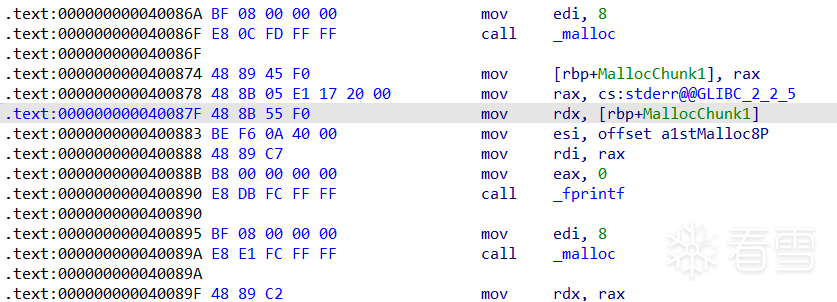 .text:000000000040086A BF 08 00 00 00 mov edi, 8
.text:000000000040086F E8 0C FD FF FF call _malloc
.text:000000000040086F
.text:0000000000400874 48 89 45 F0 mov [rbp+MallocChunk1], rax
.text:0000000000400878 48 8B 05 E1 17 20 00 mov rax, cs:stderr@@GLIBC_2_2_5
.text:000000000040087F 48 8B 55 F0 mov rdx, [rbp+MallocChunk1]
.text:0000000000400883 BE F6 0A 40 00 mov esi, offset a1stMalloc8P
.text:0000000000400888 48 89 C7 mov rdi, rax
.text:000000000040088B B8 00 00 00 00 mov eax, 0
.text:0000000000400890 E8 DB FC FF FF call _fprintf
.text:0000000000400890
.text:0000000000400895 BF 08 00 00 00 mov edi, 8
.text:000000000040089A E8 E1 FC FF FF call _malloc
.text:000000000040089A
.text:000000000040089F 48 89 C2 mov rdx, rax
看雪